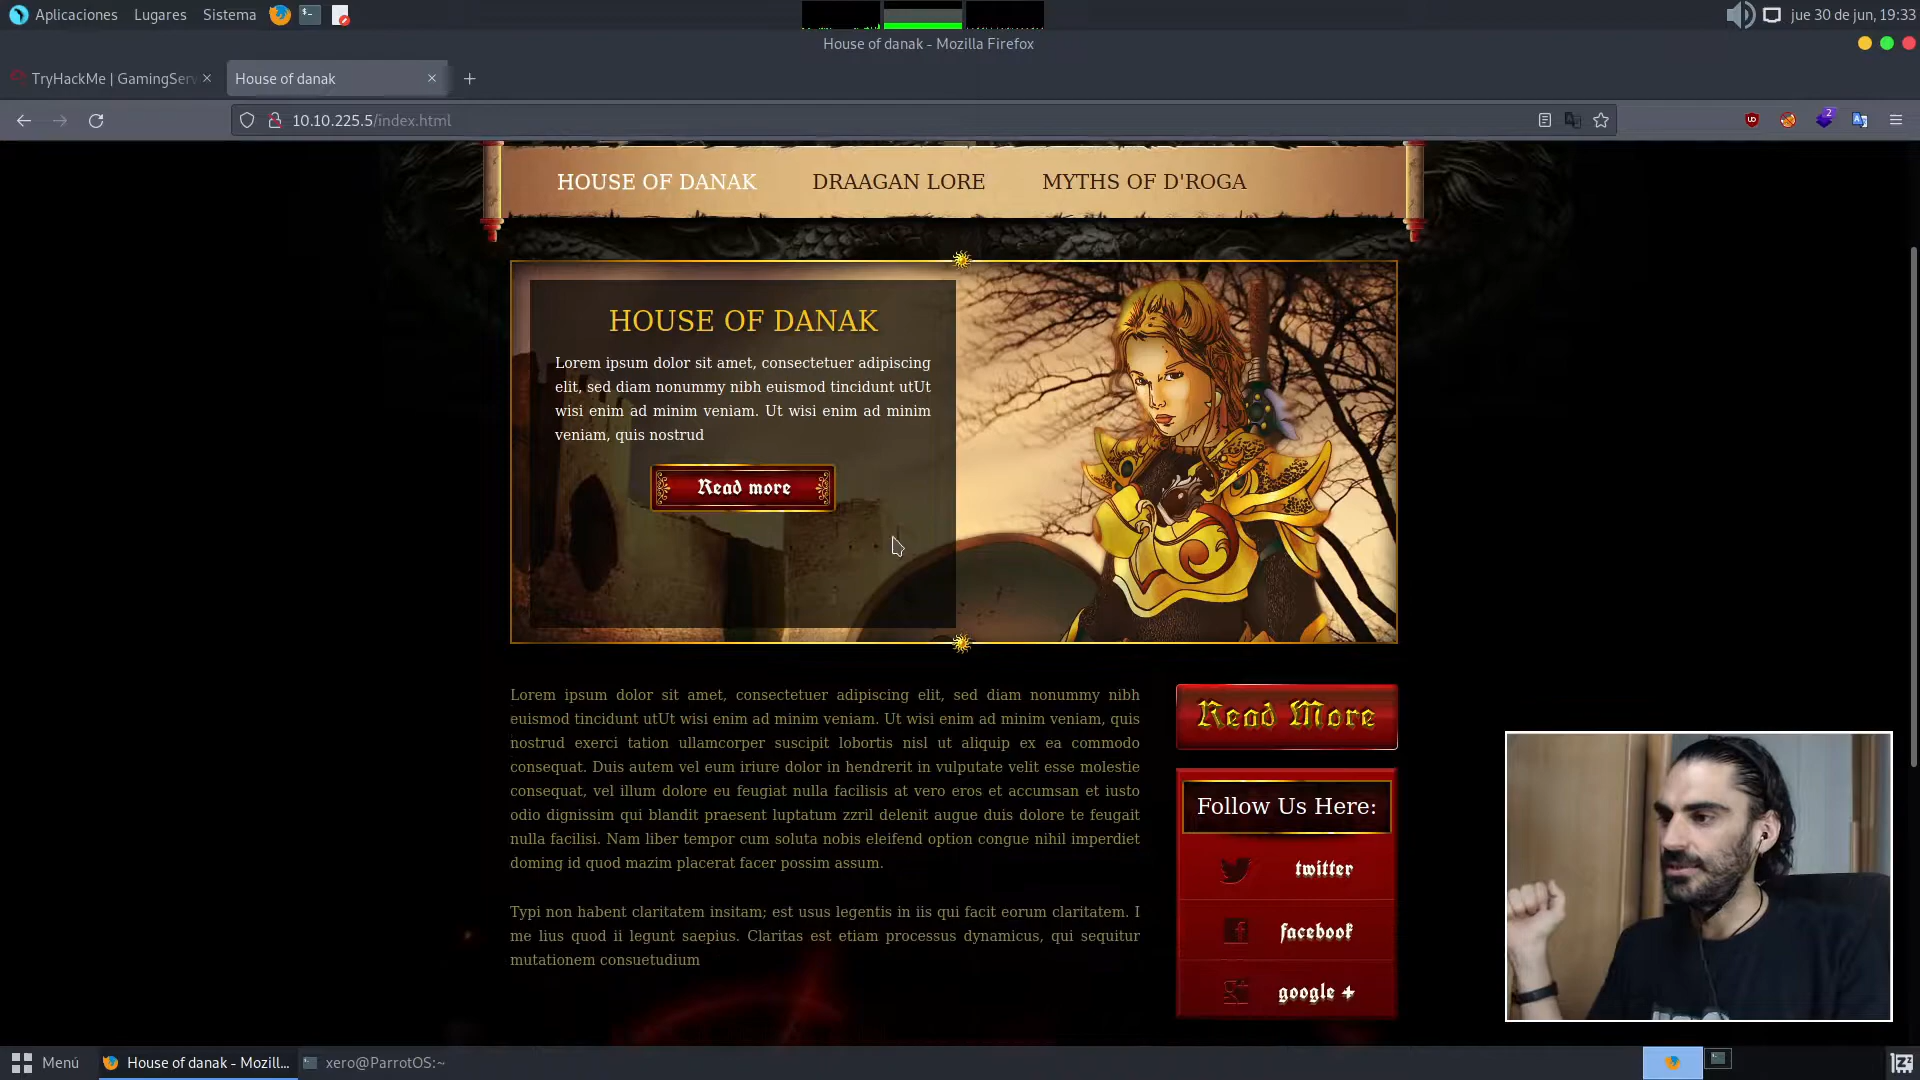 Aplicaciones Lugares Sistema
jue 30 de jun, 19:33
House of danak - Mozilla Firefox
TryHackMe | GamingServ
House of danak
10.10.225.5/index.html
2
HOUSE OF DANAK
DRAAGAN LORE
MYTHS OF D'ROGA
HOUSE OF DANAK
Lorem ipsum dolor sit amet, consectetuer adipiscing
elit, sed diam nonummy nibh euismod tincidunt utUt
wisi enim ad minim veniam. Ut wisi enim ad minim
veniam, quis nostrud
Read more
Lorem ipsum dolor sit amet, consectetuer adipiscing elit, sed diam nonummy nibh
euismod tincidunt utUt wisi enim ad minim veniam. Ut wisi enim ad minim veniam, quis
nostrud exerci tation ullamcorper suscipit lobortis nisl ut aliquip ex ea commodo
consequat. Duis autem vel eum iriure dolor in hendrerit in vulputate velit esse molestie
consequat, vel illum dolore eu feugiat nulla facilisis at vero eros et accumsan et iusto
odio dignissim qui blandit praesent luptatum zzril delenit augue duis dolore te feugait
nulla facilisi. Nam liber tempor cum soluta nobis eleifend option congue nihil imperdiet
doming id quod mazim placerat facer possim assum.
Typi non habent claritatem insitam; est usus legentis in iis qui facit eorum claritatem. I
me lius quod ii legunt saepius. Claritas est etiam processus dynamicus, qui sequitur
mutationem consuetudium
Read More
Follow Us Here:
twitter
facebook
google +
Menú
House of danak - Mozill...
xero@ParrotOS:~